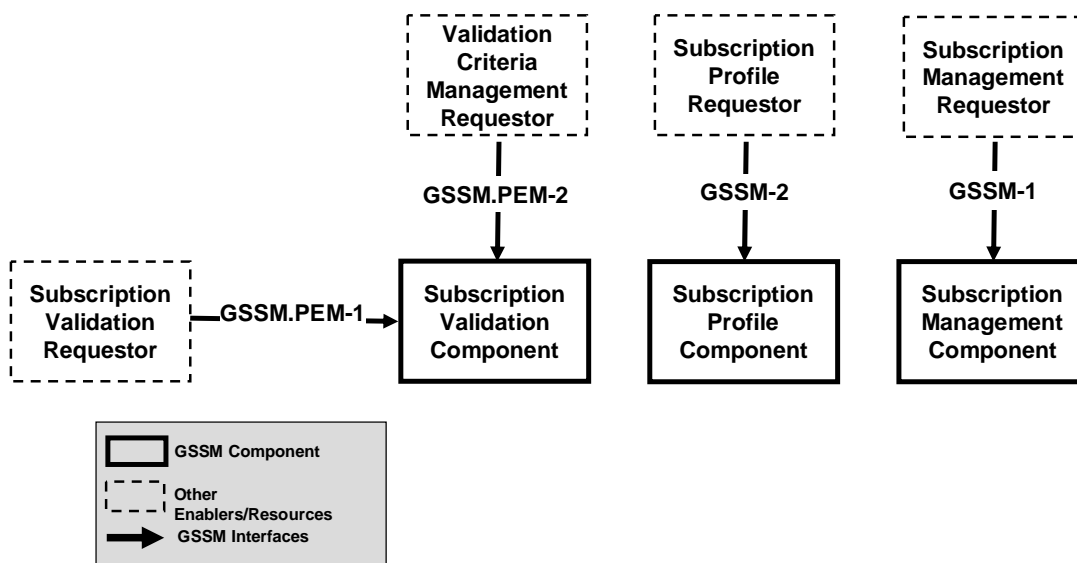 Validation
Criteria
Management
Requestor
Subscription
Profile
Requestor
Subscription
Management
Requestor
GSSM.PEM-2
GSSM-2
GSSM-1
Subscription
Validation
Requestor
GSSM.PEM-1
Subscription
Validation
Component
Subscription
Profile
Component
Subscription
Management
Component
GSSM Component
Other
Enablers/Resources
GSSM Interfaces